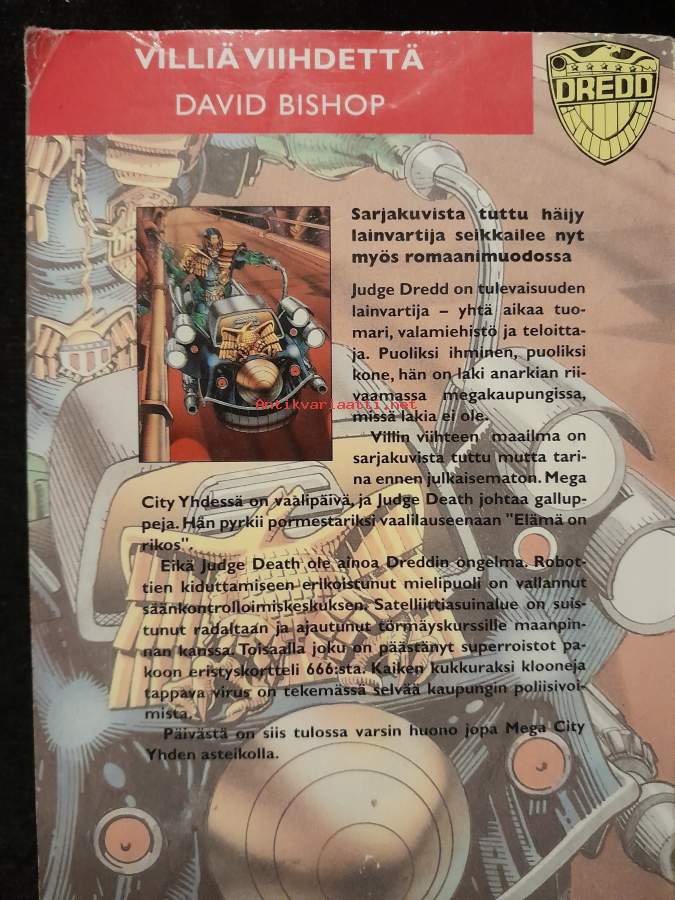 VILLIÄ VIIHDETTÄ
DAVID BISHOP
DREDD
Sarjakuvista tuttu häijy
lainvartija seikkailee nyt
myös romaanimuodossa
Judge Dredd on tulevaisuuden
lainvartija – yhtä aikaa tuo-
mari, valamiehistö ja teloitta-
ja. Puoliksi ihminen, puoliksi
kone, hän on laki anarkian rii-
vaamassa megakaupungissa,
missä lakia ei ole.
Antikvariaatti.net
Villin viihteen maailma on
sarjakuvista tuttu mutta tari-
na ennen julkaisematon. Mega
City Yhdessä on vaalipäivä, ja Judge Death johtaa gallup-
peja. Hän pyrkii pormestariksi vaalilauseenaan "Elämä on
rikos".
Eikä Judge Death ole ainoa Dreddin ongelma. Robot-
tien kiduttamiseen erikoistunut mielipuoli on vallannut
säänkontrolloimiskeskuksen. Satelliittiasuinalue on suis-
tunut radaltaan ja ajautunut törmäyskurssille maanpin-
nan kanssa. Toisaalla joku on päästänyt superroistot pa-
koon eristyskortteli 666:sta. Kaiken kukkuraksi klooneja
tappava virus on tekemässä selvää kaupungin poliisivoi-
mista.
Päivästä on siis tulossa varsin huono jopa Mega City
Yhden asteikolla.